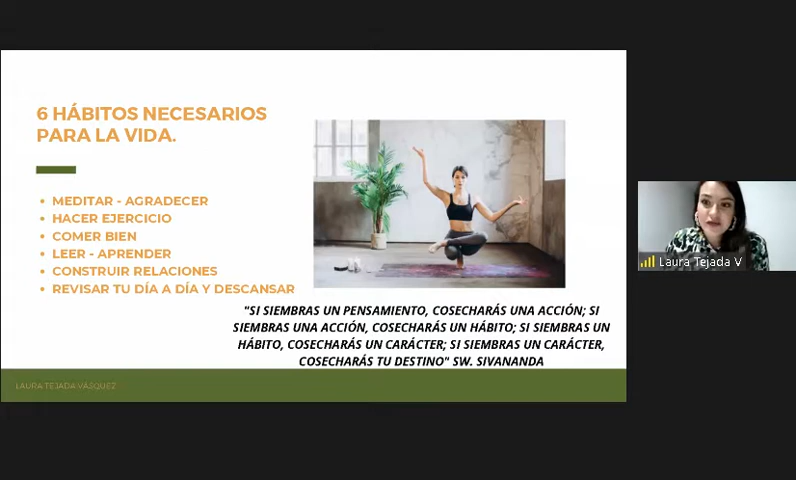 6 HÁBITOS NECESARIOS
PARA LA VIDA.
• MEDITAR - AGRADECER
• HACER EJERCICIO
• COMER BIEN
• LEER - APRENDER
• CONSTRUIR RELACIONES
• REVISAR TU DÍA A DÍA Y DESCANSAR
"SI SIEMBRAS UN PENSAMIENTO, COSECHARÁS UNA ACCIÓN; SI
SIEMBRAS UNA ACCIÓN, COSECHARÁS UN HÁBITO; SI SIEMBRAS UN
HÁBITO, COSECHARÁS UN CARÁCTER; SI SIEMBRAS UN CARÁCTER,
COSECHARÁS TU DESTINO" SW. SIVANANDA
LAURA TEJADA VÁSQUEZ
Laura Tejada V